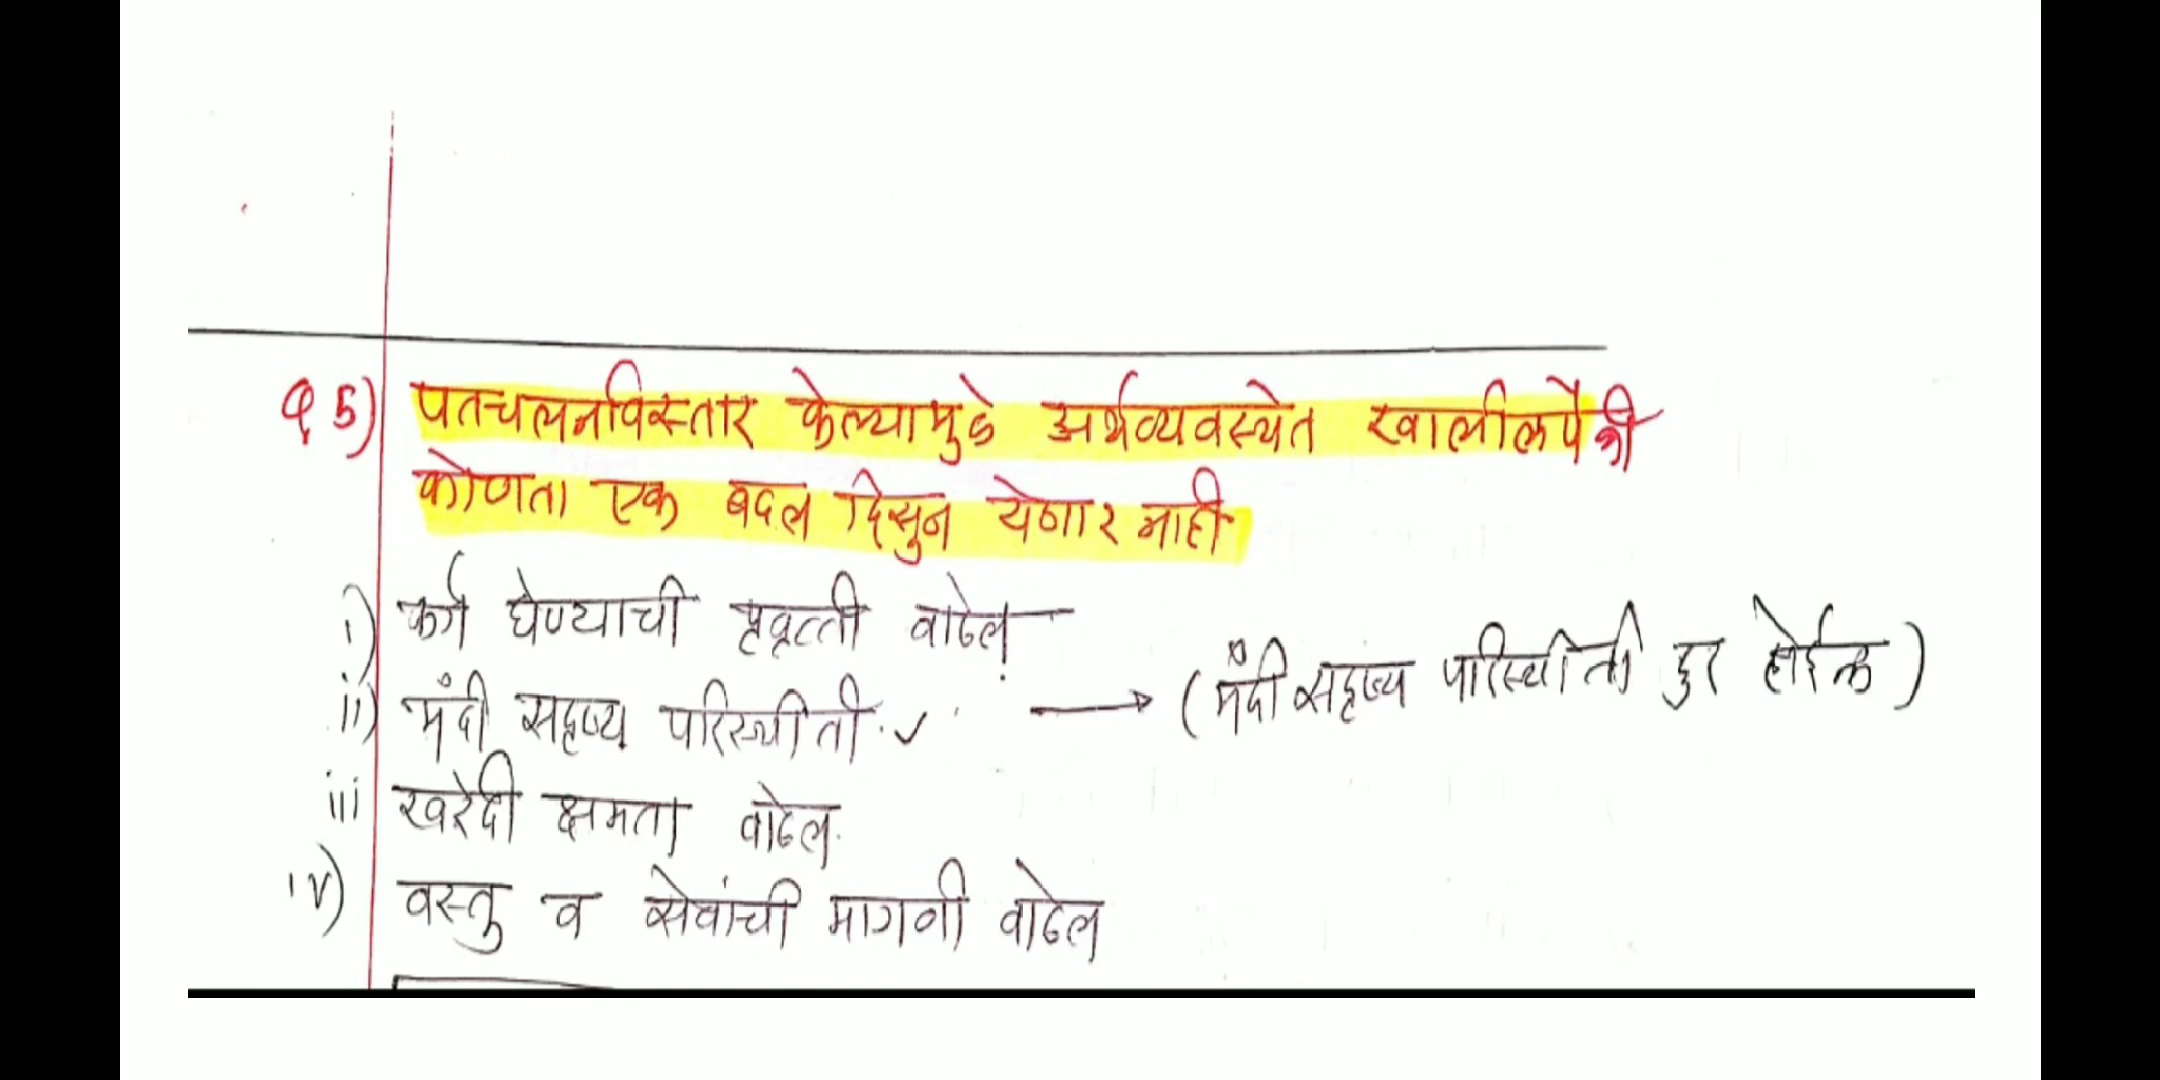 Q 5) पतचलनविस्तार केल्यामुळे अर्थव्यवस्थेत खालीलपैकी
कोणता एक बदल दिसुन येणार नाही
i) कर्ज घेण्याची प्रवृत्ती वाढेल.
ii) मंदी सदृष्य परिस्थीती. ✓ → (मंदी सदृष्य परिस्थीती दुर होईल)
iii खरेदी क्षमता वाढेल.
iv) वस्तु व सेवांची मागणी वाढेल